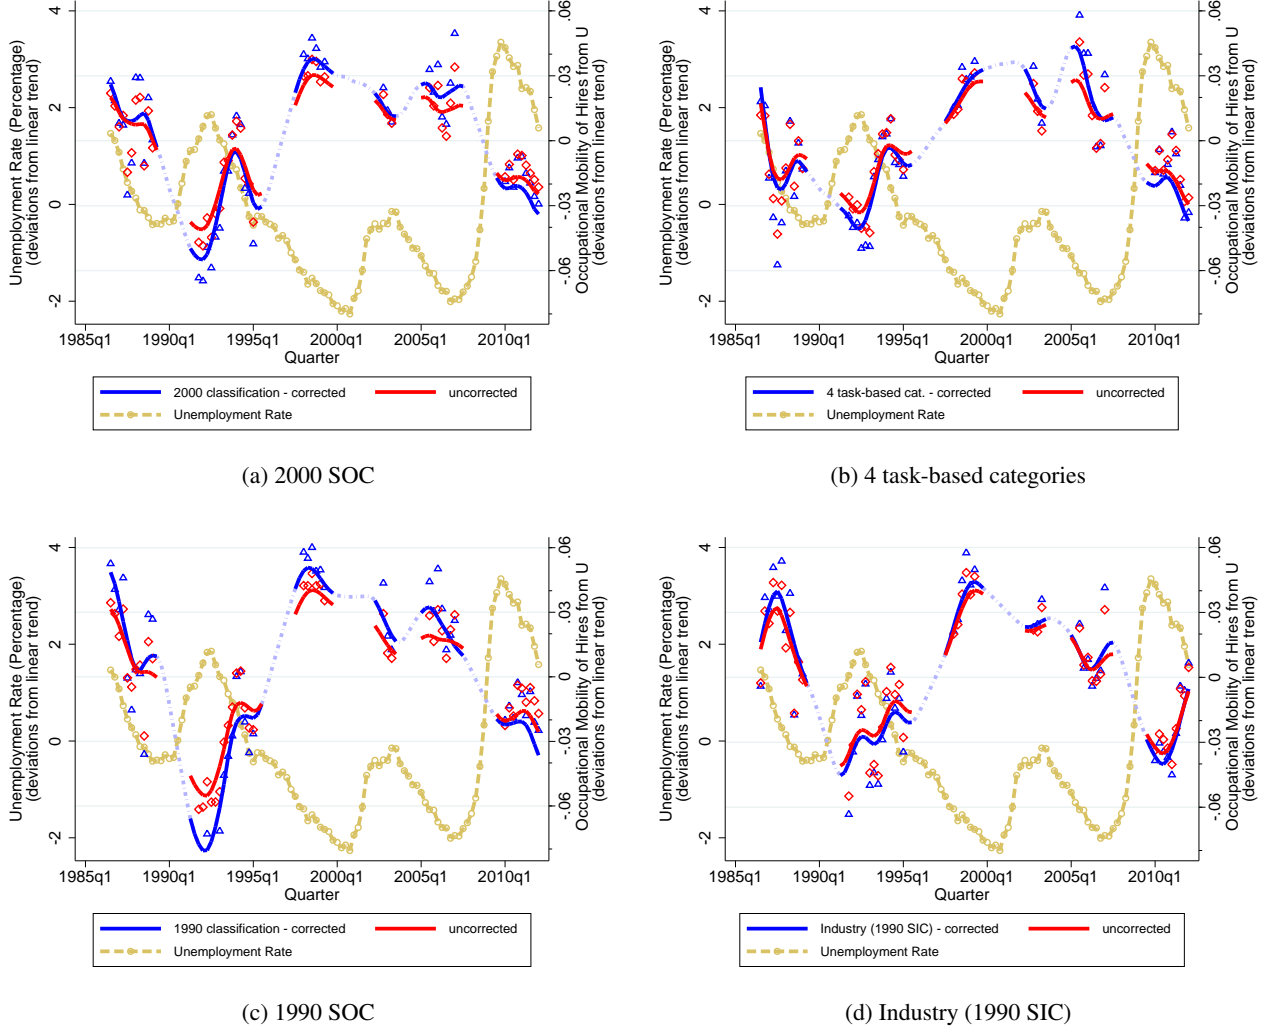 4
2
0
-2
Unemployment Rate (Percentage)
(deviations from linear trend)
.06
.03
0
-.03
-.06
Occupational Mobility of Hires from U
(deviations from linear trend)
1985q1 1990q1 1995q1 2000q1 2005q1 2010q1
Quarter
2000 classification - corrected uncorrected
Unemployment Rate
(a) 2000 SOC
4
2
0
-2
Unemployment Rate (Percentage)
(deviations from linear trend)
.06
.03
0
-.03
-.06
Occupational Mobility of Hires from U
(deviations from linear trend)
1985q1 1990q1 1995q1 2000q1 2005q1 2010q1
Quarter
4 task-based cat. - corrected uncorrected
Unemployment Rate
(b) 4 task-based categories
4
2
0
-2
Unemployment Rate (Percentage)
(deviations from linear trend)
.06
.03
0
-.03
-.06
Occupational Mobility of Hires from U
(deviations from linear trend)
1985q1 1990q1 1995q1 2000q1 2005q1 2010q1
Quarter
1990 classification - corrected uncorrected
Unemployment Rate
(c) 1990 SOC
4
2
0
-2
Unemployment Rate (Percentage)
(deviations from linear trend)
.06
.03
0
-.03
-.06
Occupational Mobility of Hires from U
(deviations from linear trend)
1985q1 1990q1 1995q1 2000q1 2005q1 2010q1
Quarter
Industry (1990 SIC) - corrected uncorrected
Unemployment Rate
(d) Industry (1990 SIC)